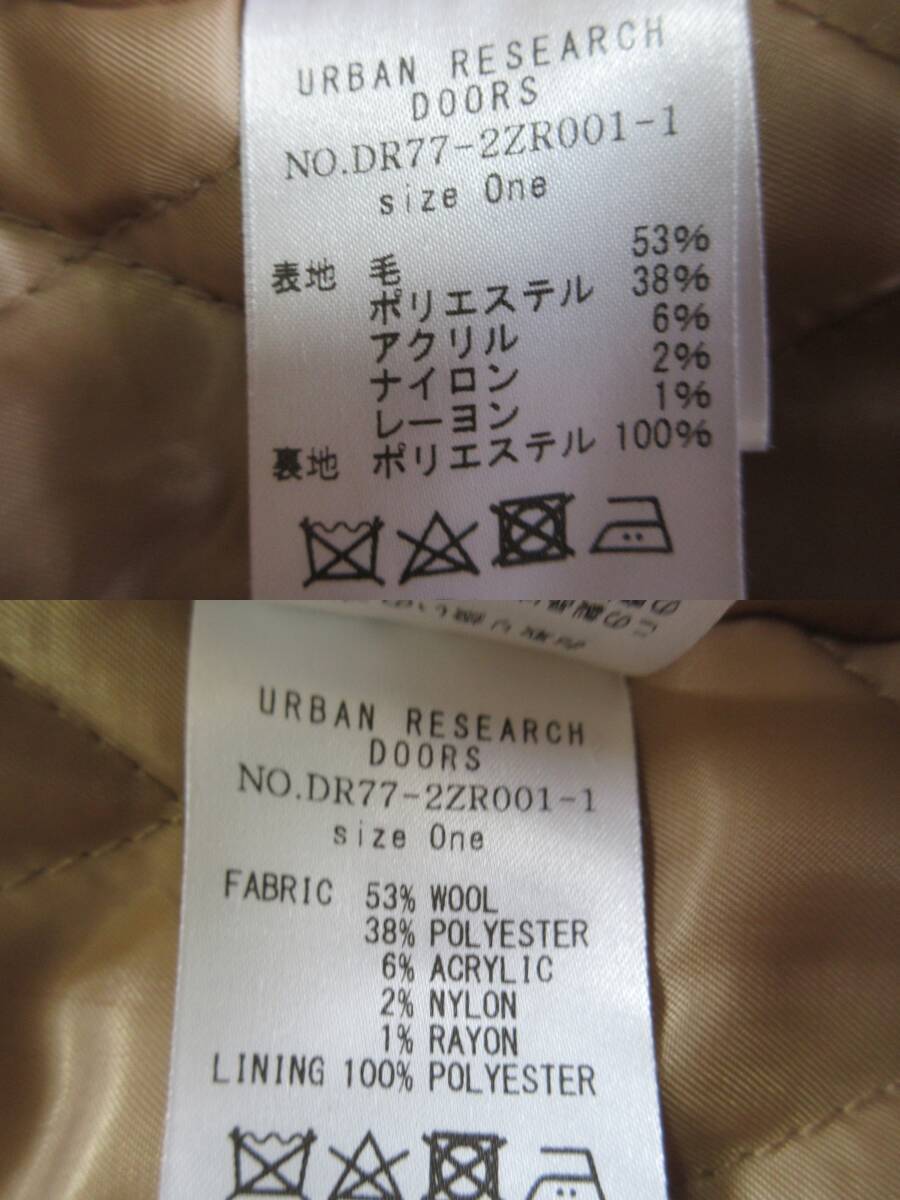 URBAN RESEARCH
DOORS
NO.DR77-2ZR001-1
size One
表地 毛 53%
ポリエステル 38%
アクリル 6%
ナイロン 2%
レーヨン 1%
裏地 ポリエステル 100%
URBAN RESEARCH
DOORS
NO.DR77-2ZR001-1
size One
FABRIC 53% WOOL
38% POLYESTER
6% ACRYLIC
2% NYLON
1% RAYON
LINING 100% POLYESTER